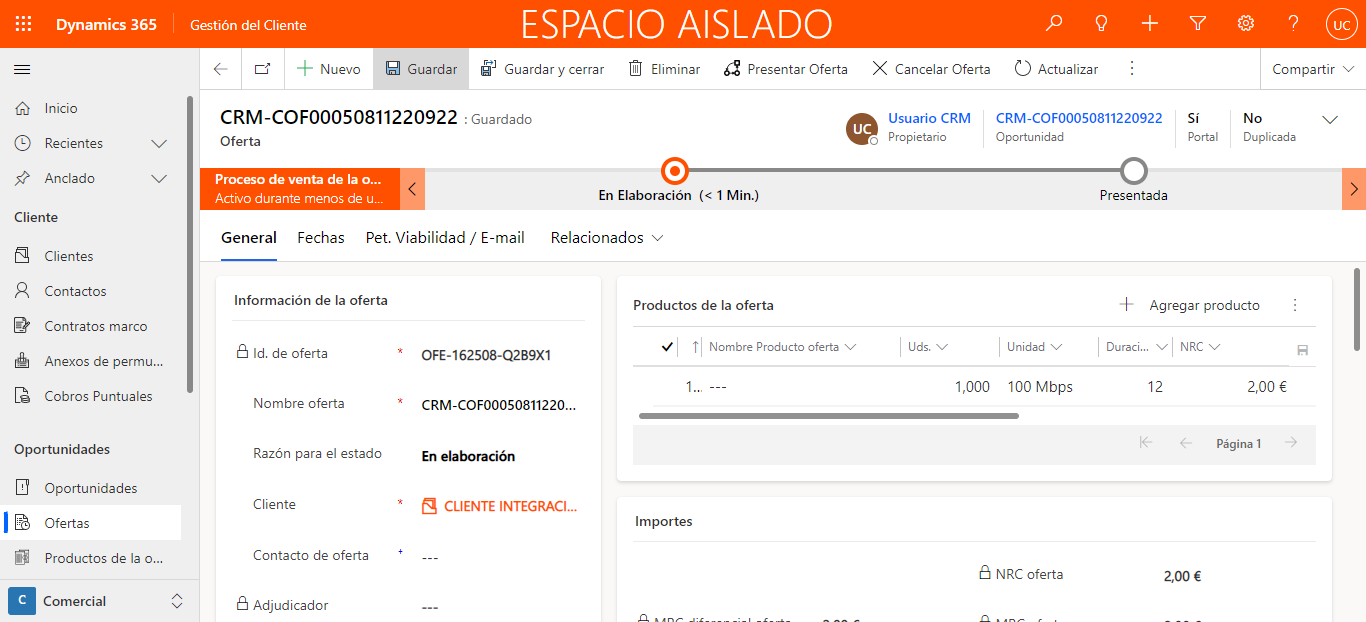 Dynamics 365
Gestión del Cliente
ESPACIO AISLADO
?
UC
Nuevo
Guardar
Guardar y cerrar
Eliminar
Presentar Oferta
Cancelar Oferta
Actualizar
Compartir
Inicio
Recientes
Anclado
Cliente
Clientes
Contactos
Contratos marco
Anexos de permu...
Cobros Puntuales
Oportunidades
Oportunidades
Ofertas
Productos de la o...
C Comercial
CRM-COF00050811220922 : Guardado
Oferta
UC
Usuario CRM
Propietario
CRM-COF00050811220922
Oportunidad
Sí
Portal
No
Duplicada
Proceso de venta de la o...
Activo durante menos de u...
En Elaboración (< 1 Min.)
Presentada
General
Fechas
Pet. Viabilidad / E-mail
Relacionados
Información de la oferta
Id. de oferta * OFE-162508-Q2B9X1
Nombre oferta * CRM-COF00050811220...
Razón para el estado En elaboración
Cliente * CLIENTE INTEGRACI...
Contacto de oferta + ---
Adjudicador ---
Productos de la oferta
Agregar producto
Nombre Producto oferta Uds. Unidad Duraci... NRC
1... --- 1,000 100 Mbps 12 2,00 €
Página 1
Importes
NRC oferta 2,00 €